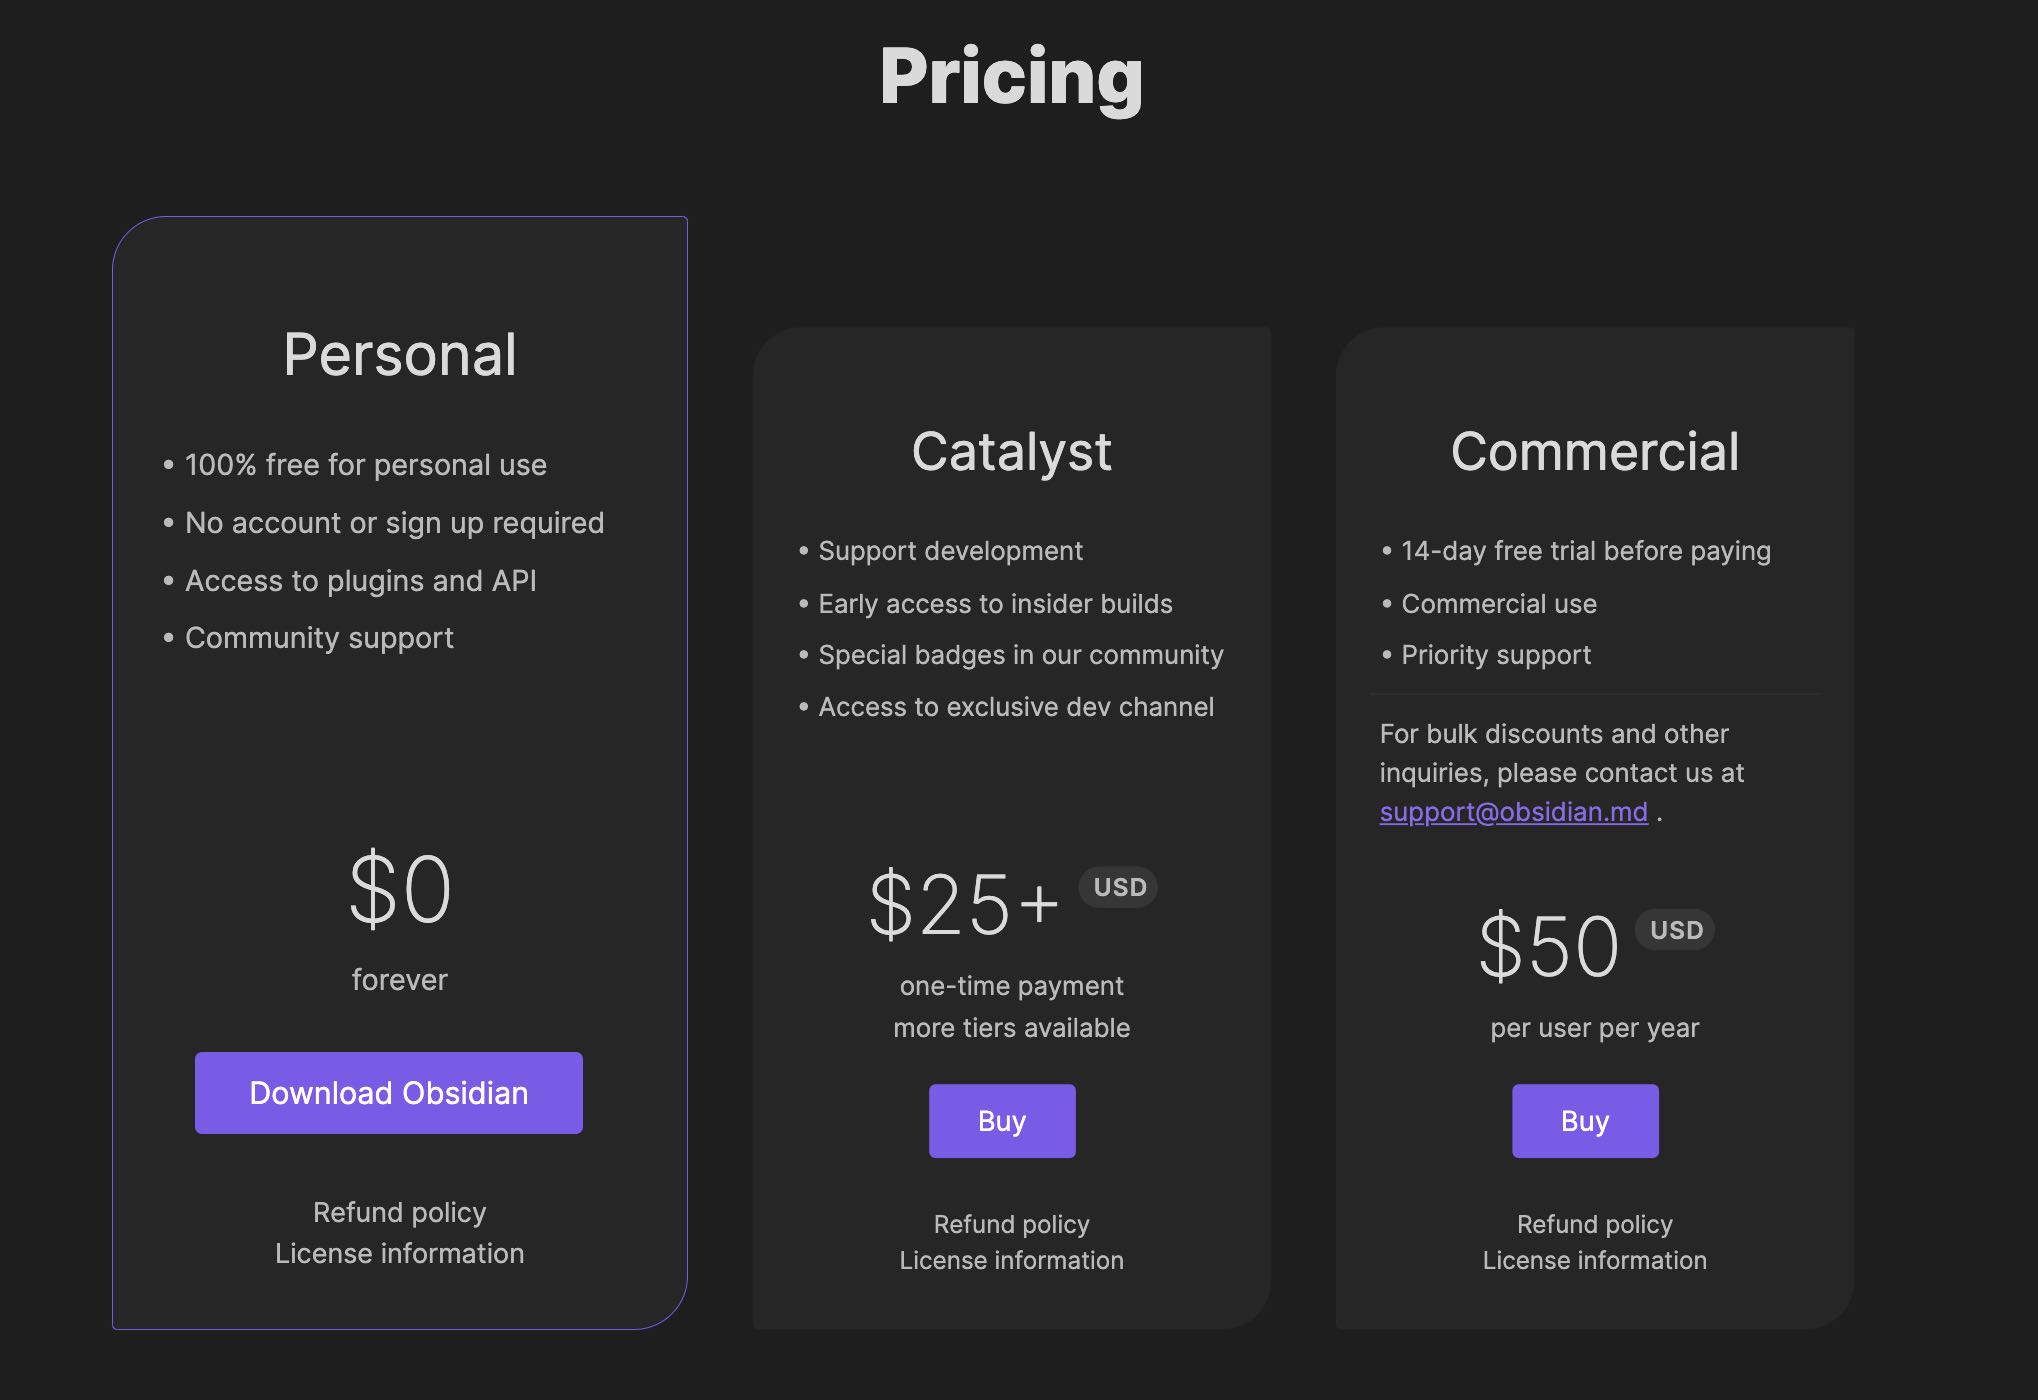 Pricing
Personal
• 100% free for personal use
• No account or sign up required
• Access to plugins and API
• Community support
$0
forever
Download Obsidian
Refund policy
License information
Catalyst
• Support development
• Early access to insider builds
• Special badges in our community
• Access to exclusive dev channel
$25+ USD
one-time payment
more tiers available
Buy
Refund policy
License information
Commercial
• 14-day free trial before paying
• Commercial use
• Priority support
For bulk discounts and other
inquiries, please contact us at
support@obsidian.md .
$50 USD
per user per year
Buy
Refund policy
License information